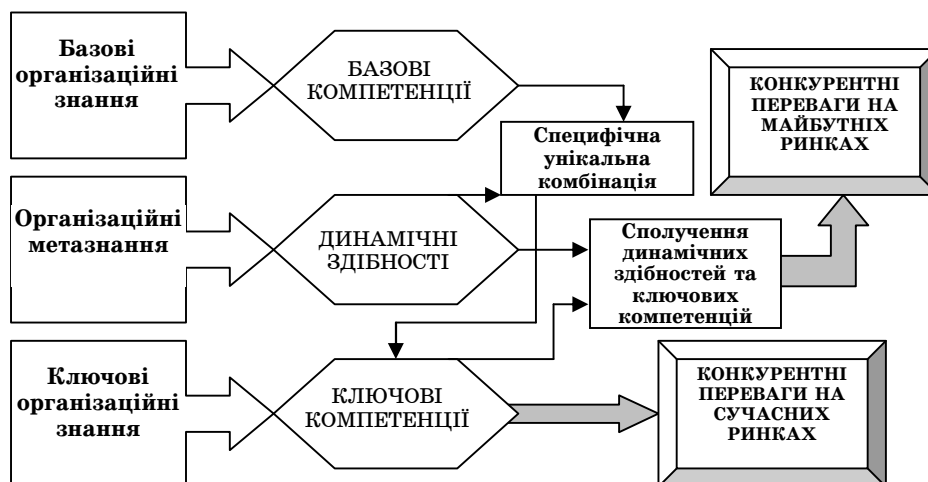 Базові
організаційні
знання
БАЗОВІ
КОМПЕТЕНЦІЇ
КОНКУРЕНТНІ
ПЕРЕВАГИ НА
МАЙБУТНІХ
РИНКАХ
Специфічна
унікальна
комбінація
Організаційні
метазнання
ДИНАМІЧНІ
ЗДІБНОСТІ
Сполучення
динамічних
здібностей та
ключових
компетенцій
Ключові
організаційні
знання
КЛЮЧОВІ
КОМПЕТЕНЦІЇ
КОНКУРЕНТНІ
ПЕРЕВАГИ НА
СУЧАСНИХ
РИНКАХ